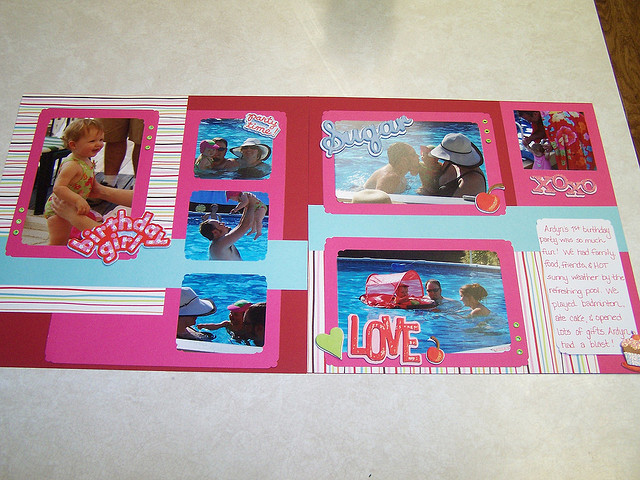 birthday
girl
party
time!
Sugar
LOVE
XOXO
Ardyn's 1st birthday
party was so much
fun! We had family,
food, friends, & HOT
sunny weather by the
refreshing pool. We
played badminton,
ate cake & opened
lots of gifts. Ardyn
had a blast!